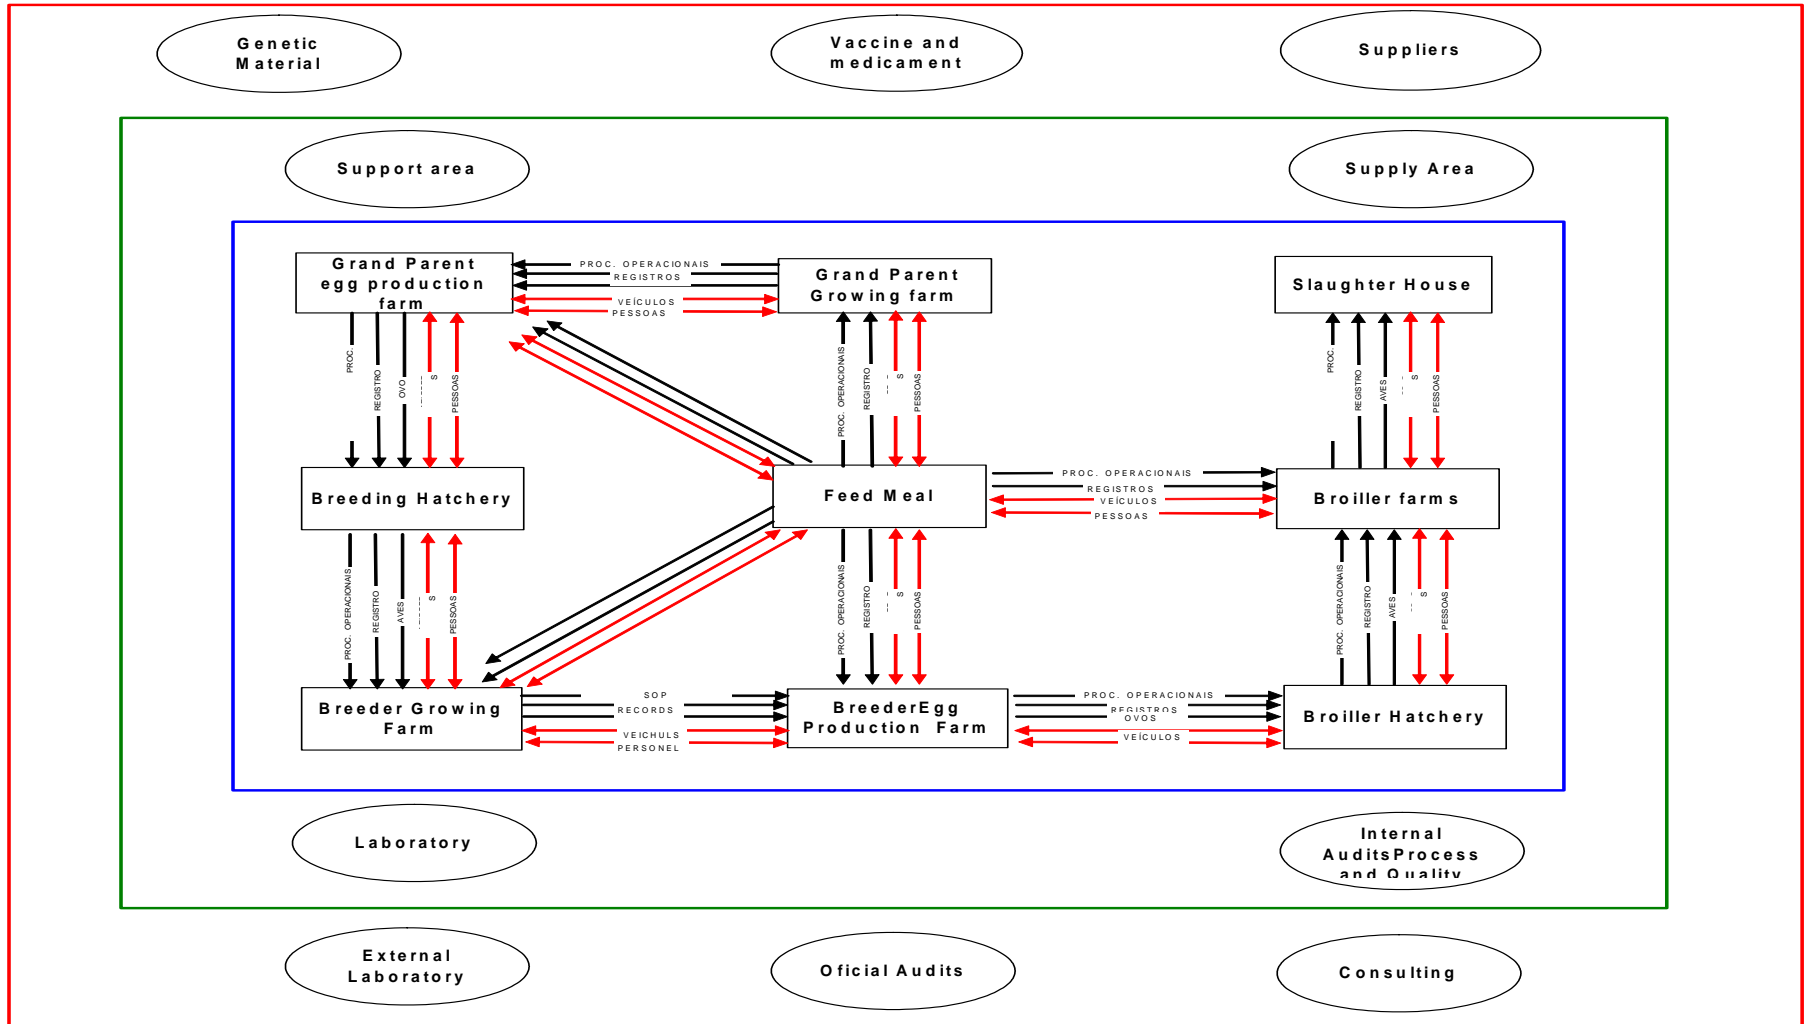 Genetic
Material
Vaccine and
medicament
Suppliers
Support area
Supply Area
Grand Parent
egg production
farm
PROC. OPERACIONAIS
REGISTROS
VEÍCULOS
PESSOAS
Grand Parent
Growing farm
Slaughter House
PROC.
REGISTRO
OVO
S
PESSOAS
PROC. OPERACIONAIS
REGISTRO
S
PESSOAS
PROC.
REGISTRO
AVES
S
PESSOAS
Breeding Hatchery
Feed Meal
PROC. OPERACIONAIS
REGISTROS
VEÍCULOS
PESSOAS
Broiller farms
PROC. OPERACIONAIS
REGISTRO
AVES
S
PESSOAS
PROC. OPERACIONAIS
REGISTRO
S
PESSOAS
PROC. OPERACIONAIS
REGISTRO
AVES
S
PESSOAS
Breeder Growing
Farm
SOP
RECORDS
VEICHULS
PERSONEL
BreederEgg
Production Farm
PROC. OPERACIONAIS
REGISTROS
OVOS
VEÍCULOS
Broiller Hatchery
Laboratory
Internal
AuditsProcess
and Quality
External
Laboratory
Oficial Audits
Consulting